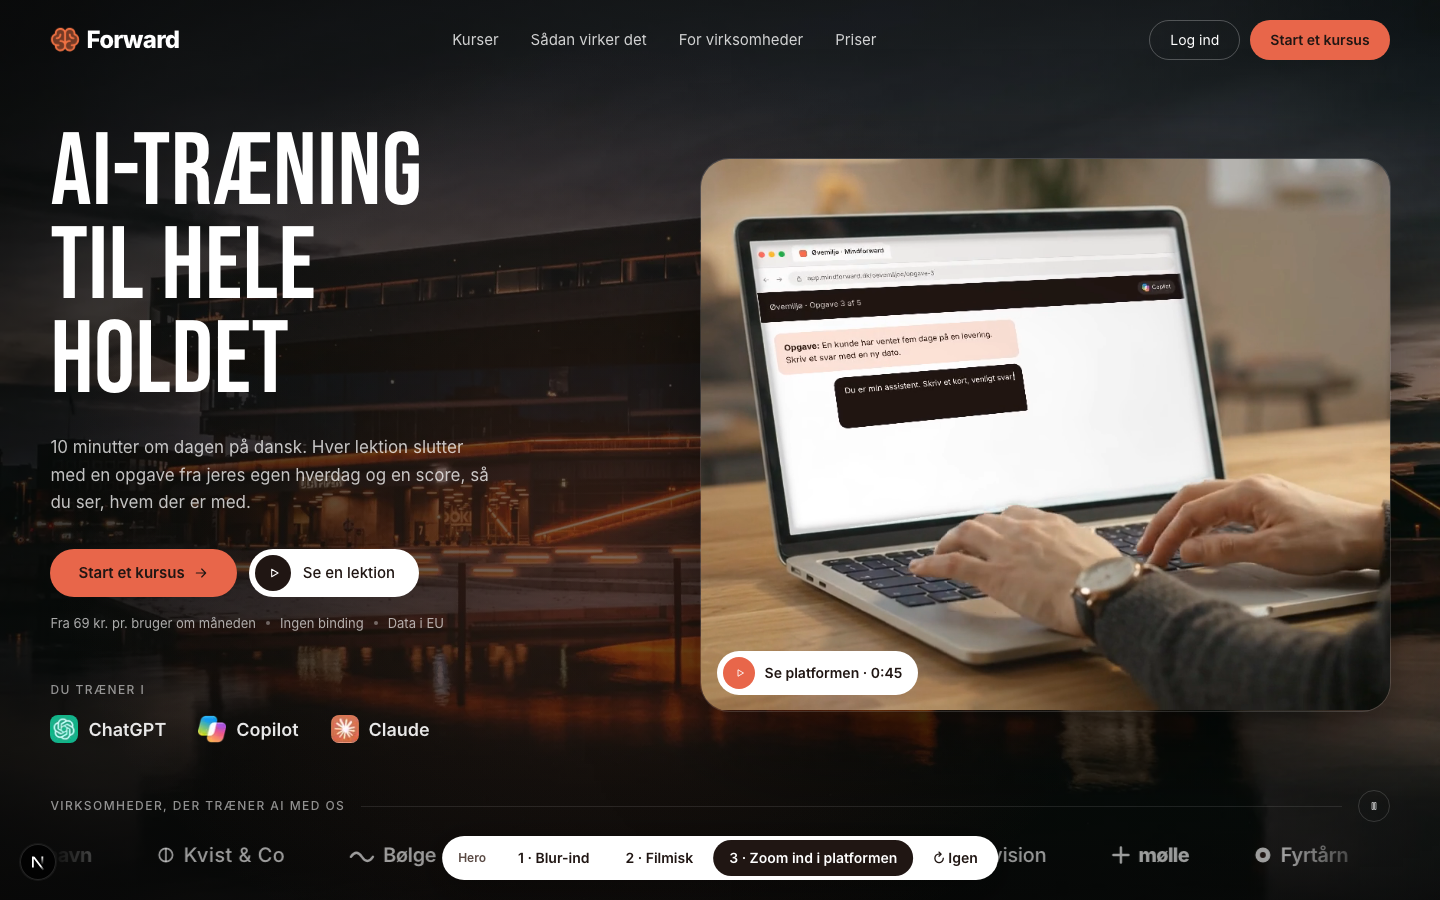 Forward
Kurser
Sådan virker det
For virksomheder
Priser
Log ind
Start et kursus
AI-TRÆNING
TIL HELE
HOLDET
10 minutter om dagen på dansk. Hver lektion slutter
med en opgave fra jeres egen hverdag og en score, så
du ser, hvem der er med.
Start et kursus →
Se en lektion
Fra 69 kr. pr. bruger om måneden • Ingen binding • Data i EU
DU TRÆNER I
ChatGPT
Copilot
Claude
Øvemiljø · Mindforward
Øvemiljø · Opgave 3 af 5
Copilot
Opgave: En kunde har ventet fem dage på en levering.
Skriv et svar med en ny dato.
Du er min assistent. Skriv et kort, venligt svar
Se platformen · 0:45
VIRKSOMHEDER, DER TRÆNER AI MED OS
avn
Kvist & Co
Bølge
vision
mølle
Fyrtårn
N
Hero
1 · Blur-ind
2 · Filmisk
3 · Zoom ind i platformen
↻ Igen